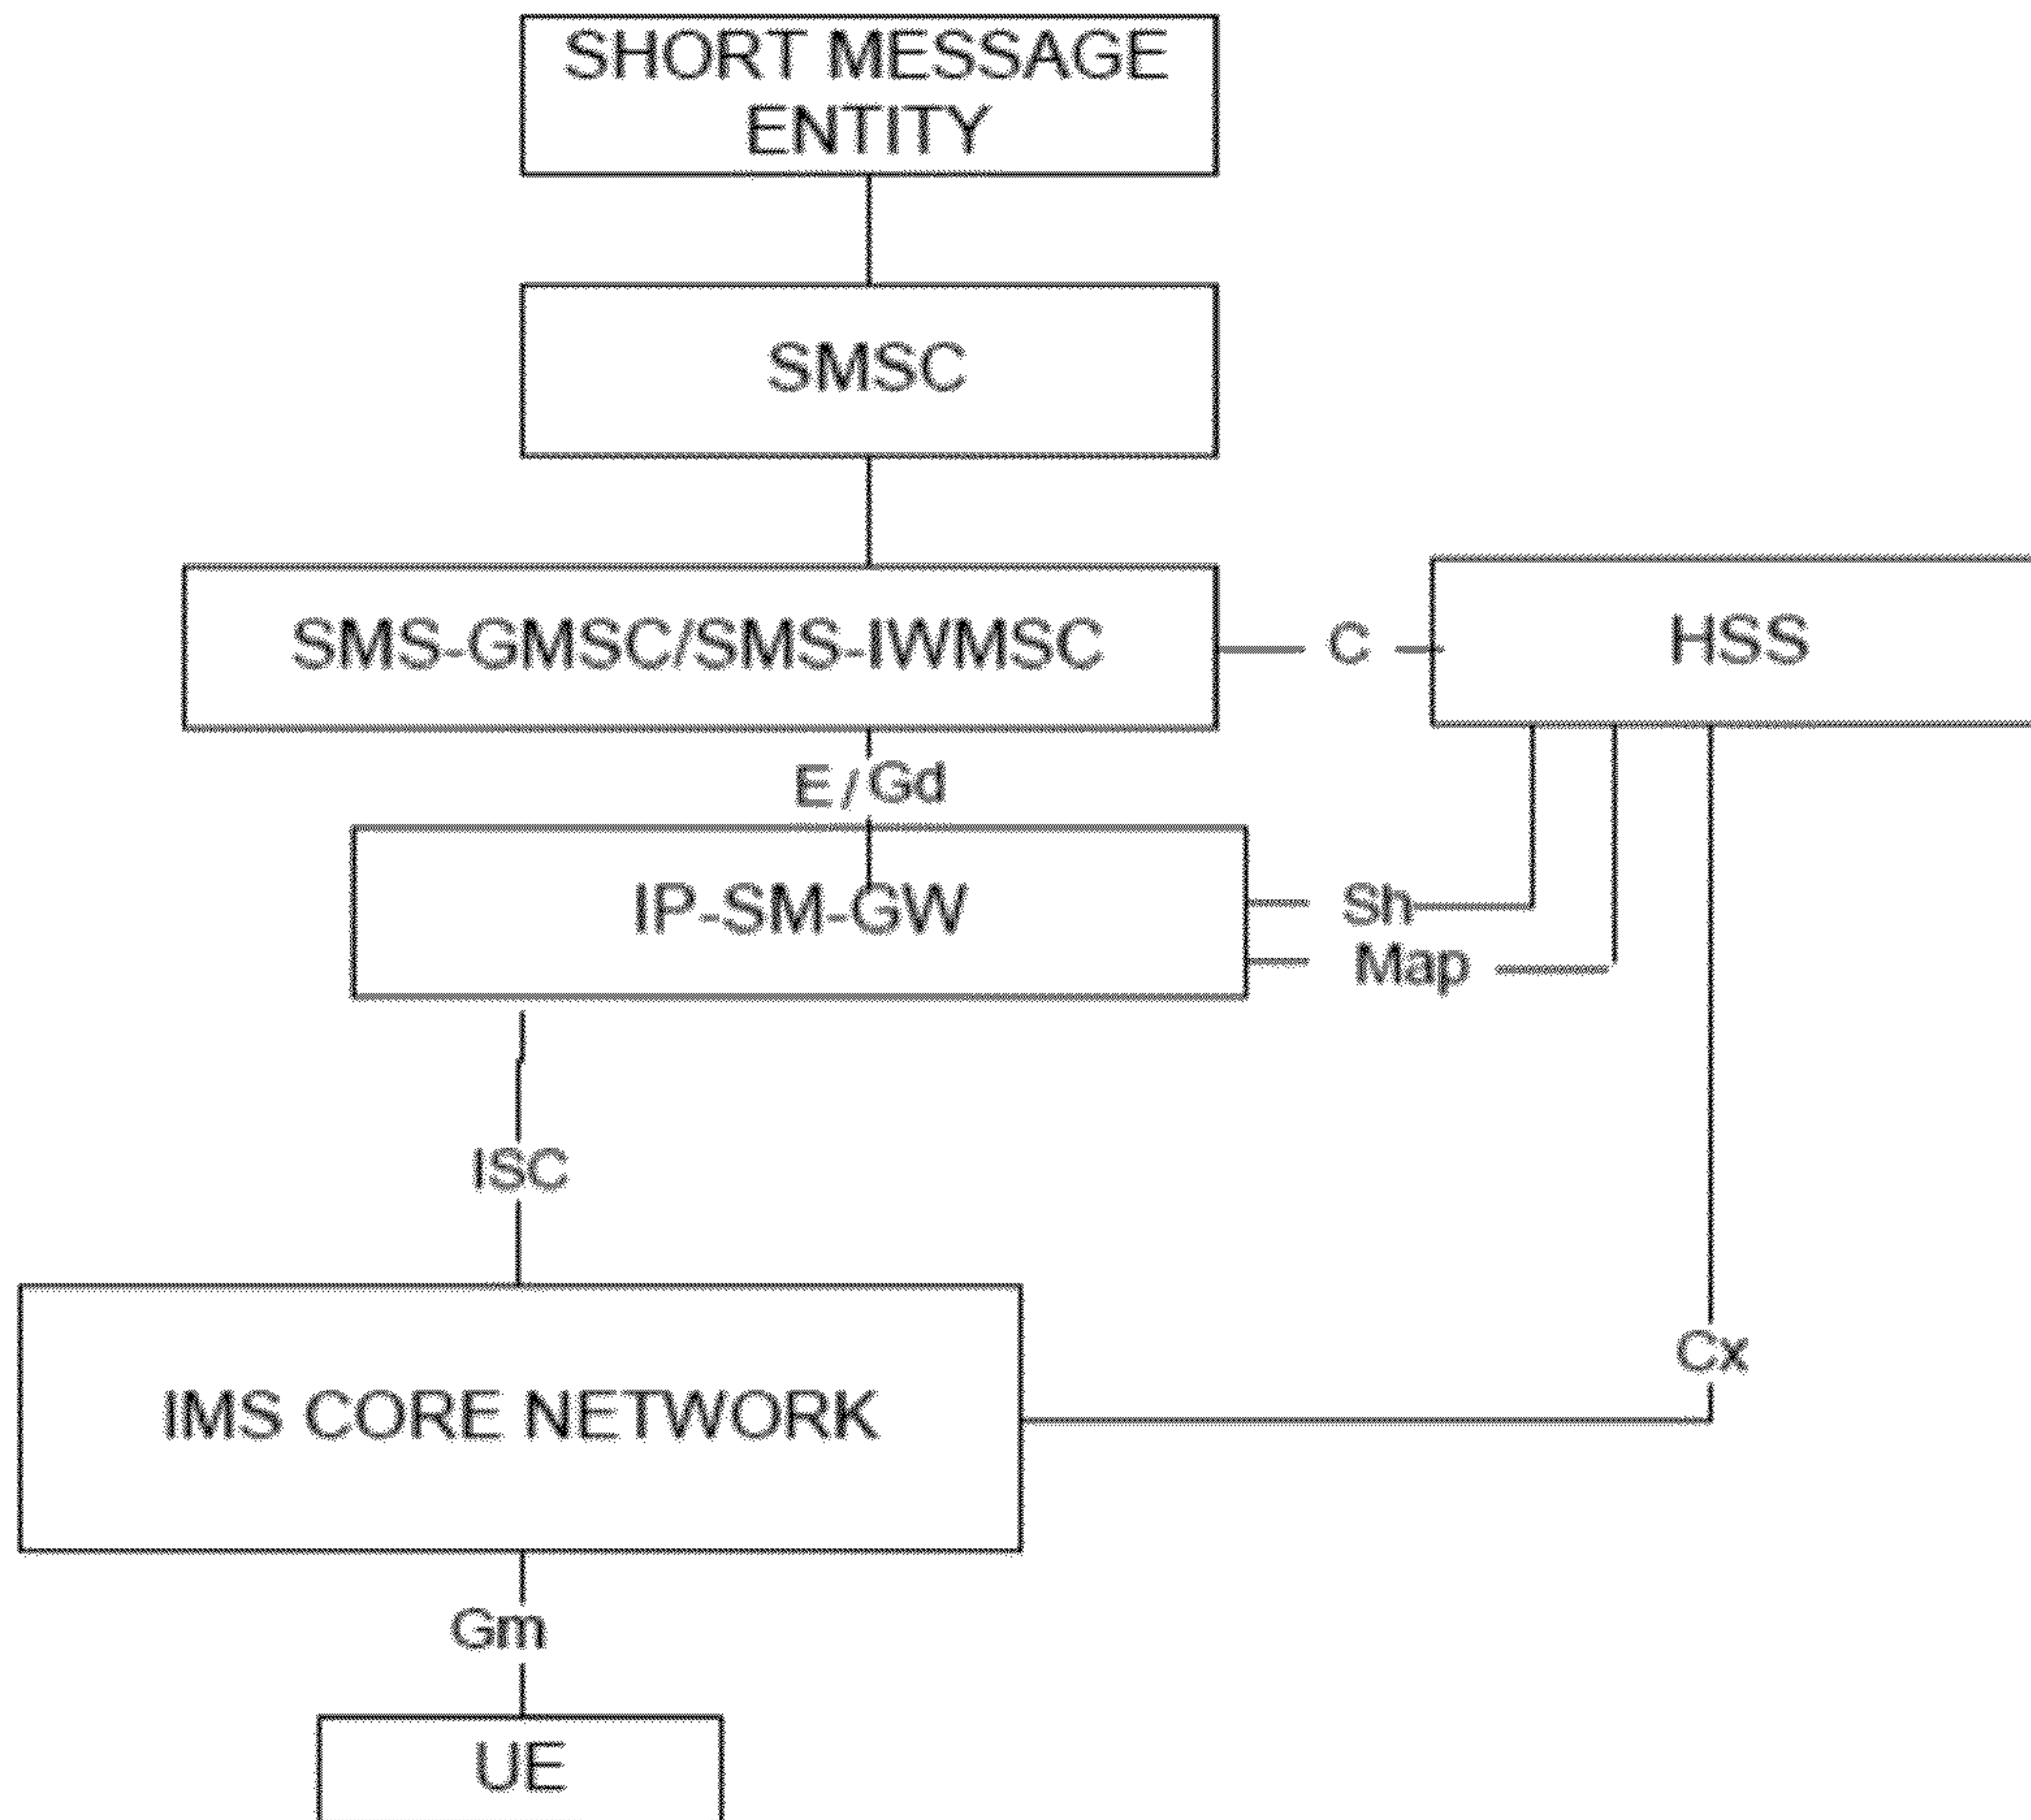 SHORT MESSAGE
ENTITY
SMSC
SMS-GMSC/SMS-IWMSC
C
HSS
E / Gd
IP-SM-GW
Sh
Map
ISC
Cx
IMS CORE NETWORK
Gm
UE